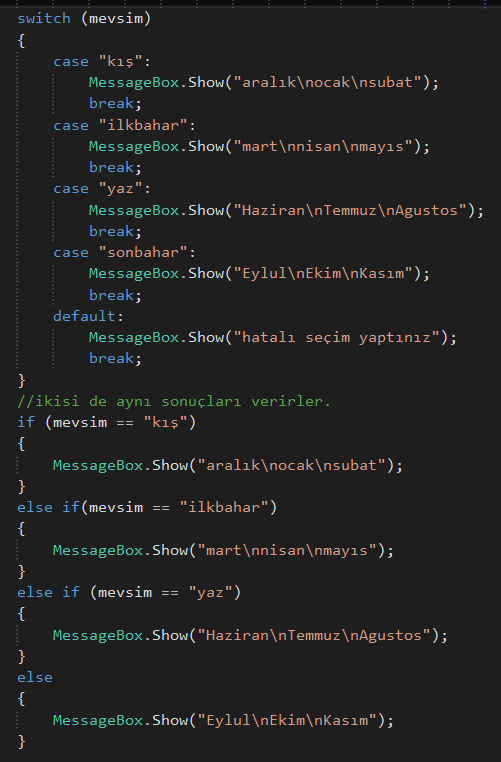 switch (mevsim)
{
case "kış":
MessageBox.Show("aralık\nocak\nsubat");
break;
case "ilkbahar":
MessageBox.Show("mart\nnisan\nmayıs");
break;
case "yaz":
MessageBox.Show("Haziran\nTemmuz\nAgustos");
break;
case "sonbahar":
MessageBox.Show("Eylul\nEkim\nKasım");
break;
default:
MessageBox.Show("hatalı seçim yaptınız");
break;
}
//ikisi de aynı sonuçları verirler.
if (mevsim == "kış")
{
MessageBox.Show("aralık\nocak\nsubat");
}
else if(mevsim == "ilkbahar")
{
MessageBox.Show("mart\nnisan\nmayıs");
}
else if (mevsim == "yaz")
{
MessageBox.Show("Haziran\nTemmuz\nAgustos");
}
else
{
MessageBox.Show("Eylul\nEkim\nKasım");
}